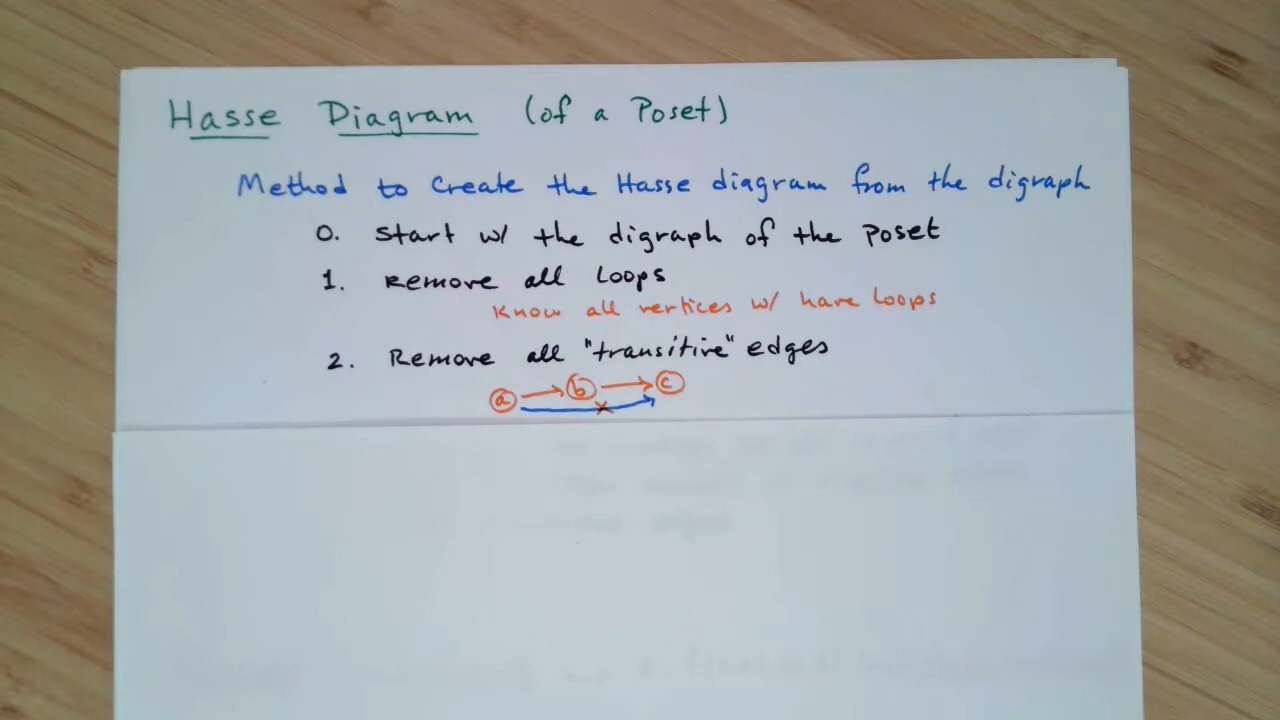 Hasse Diagram (of a Poset)
Method to create the Hasse diagram from the digraph
0. Start w/ the digraph of the poset
1. Remove all loops
Know all vertices w/ have loops
2. Remove all "transitive" edges
a b c